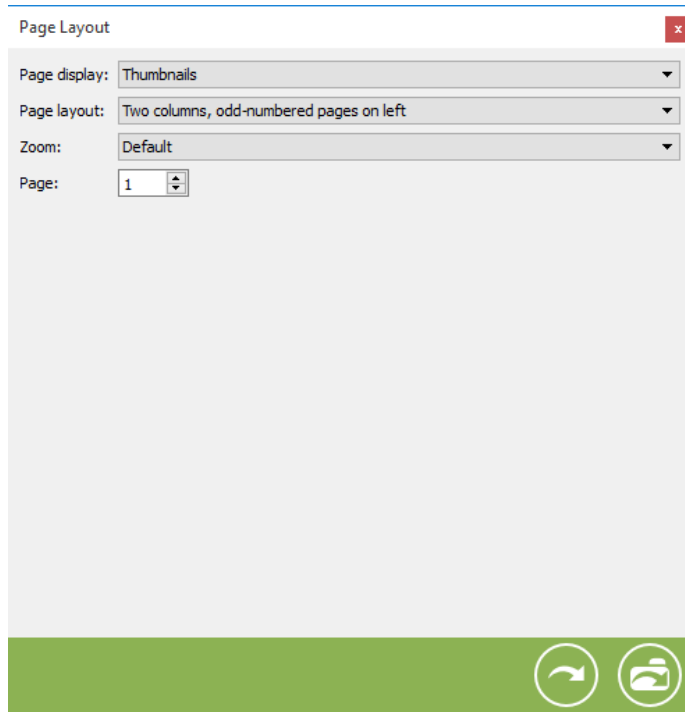 Page Layout
x
Page display: Thumbnails
Page layout: Two columns, odd-numbered pages on left
Zoom: Default
Page: 1